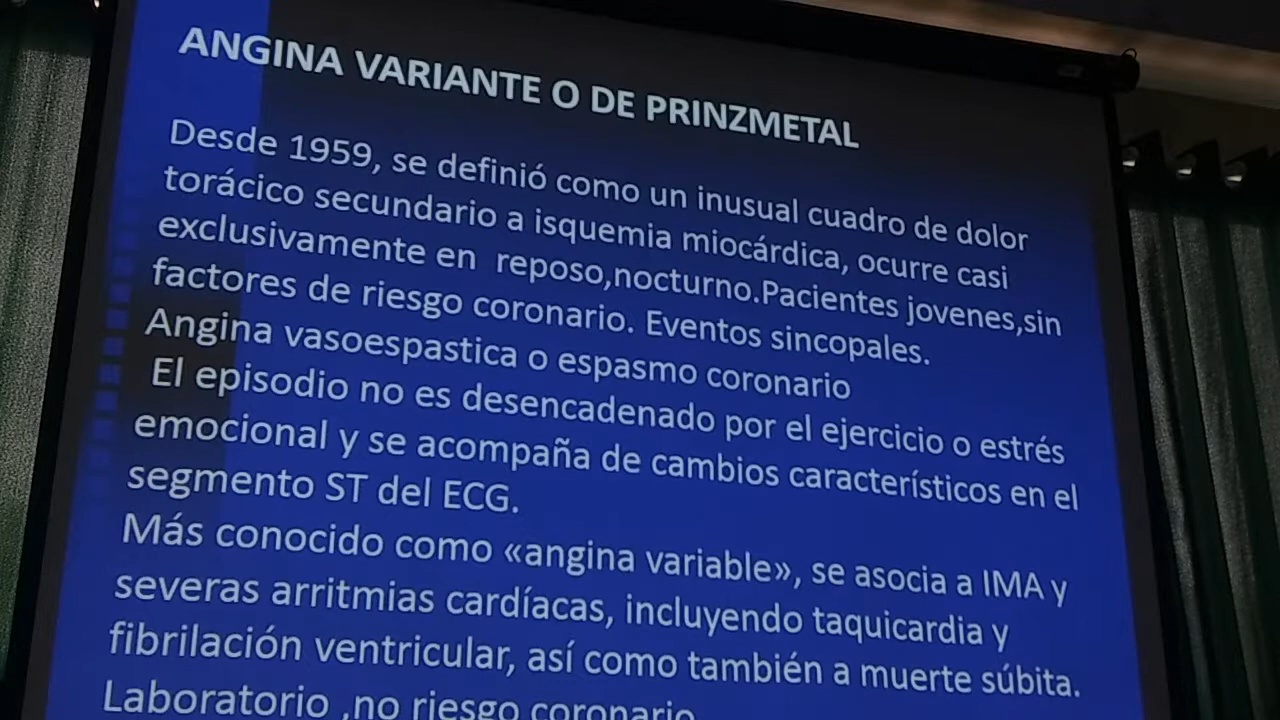 ANGINA VARIANTE O DE PRINZMETAL
Desde 1959, se definió como un inusual cuadro de dolor
torácico secundario a isquemia miocárdica, ocurre casi
exclusivamente en reposo,nocturno.Pacientes jovenes,sin
factores de riesgo coronario. Eventos sincopales.
Angina vasoespastica o espasmo coronario
El episodio no es desencadenado por el ejercicio o estrés
emocional y se acompaña de cambios característicos en el
segmento ST del ECG.
Más conocido como «angina variable», se asocia a IMA y
severas arritmias cardíacas, incluyendo taquicardia y
fibrilación ventricular, así como también a muerte súbita.
Laboratorio ,no riesgo coronario